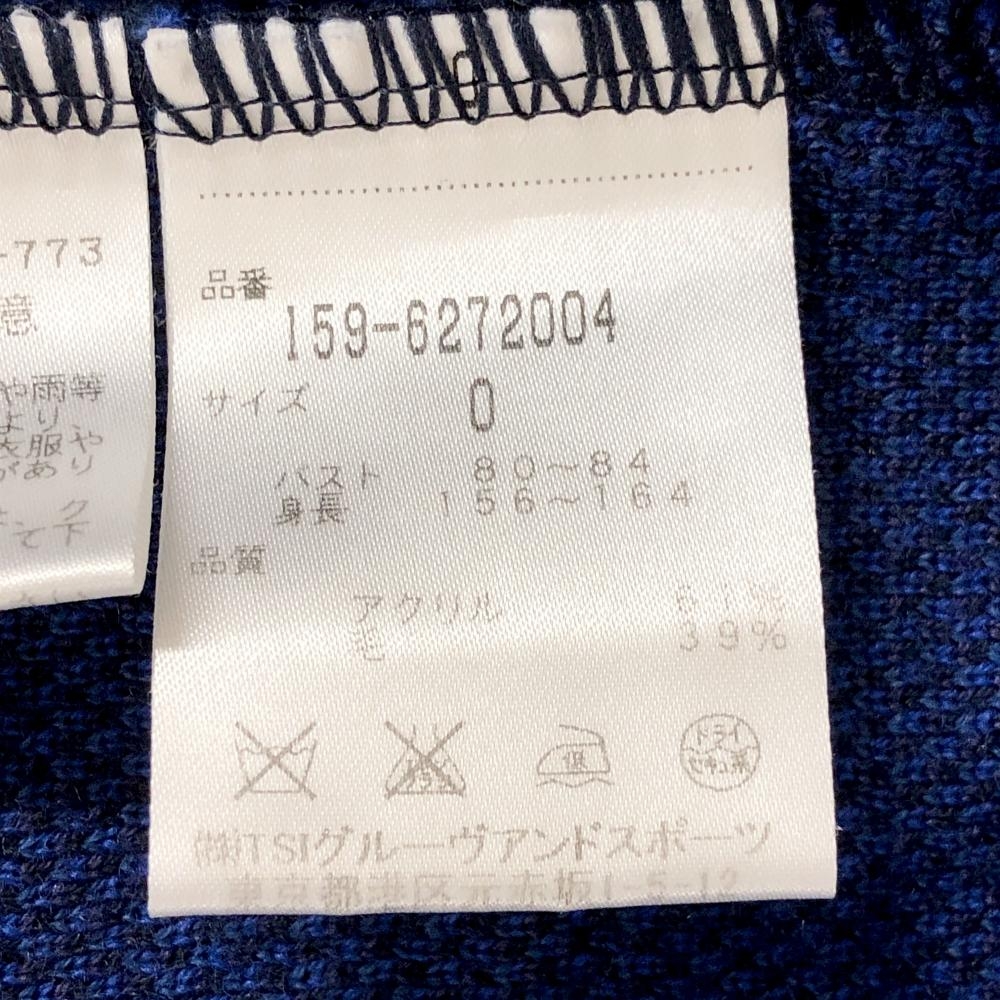 -773
意
や雨等
より、
衣服や
があり
ク
て下
品番
159-6272004
サイズ
0
バスト 80～84
身長 156～164
品質
アクリル 61%
毛 39%
低
ドライ
セキユ系
㈱TSIグルーヴアンドスポーツ
東京都港区元赤坂1-5-12